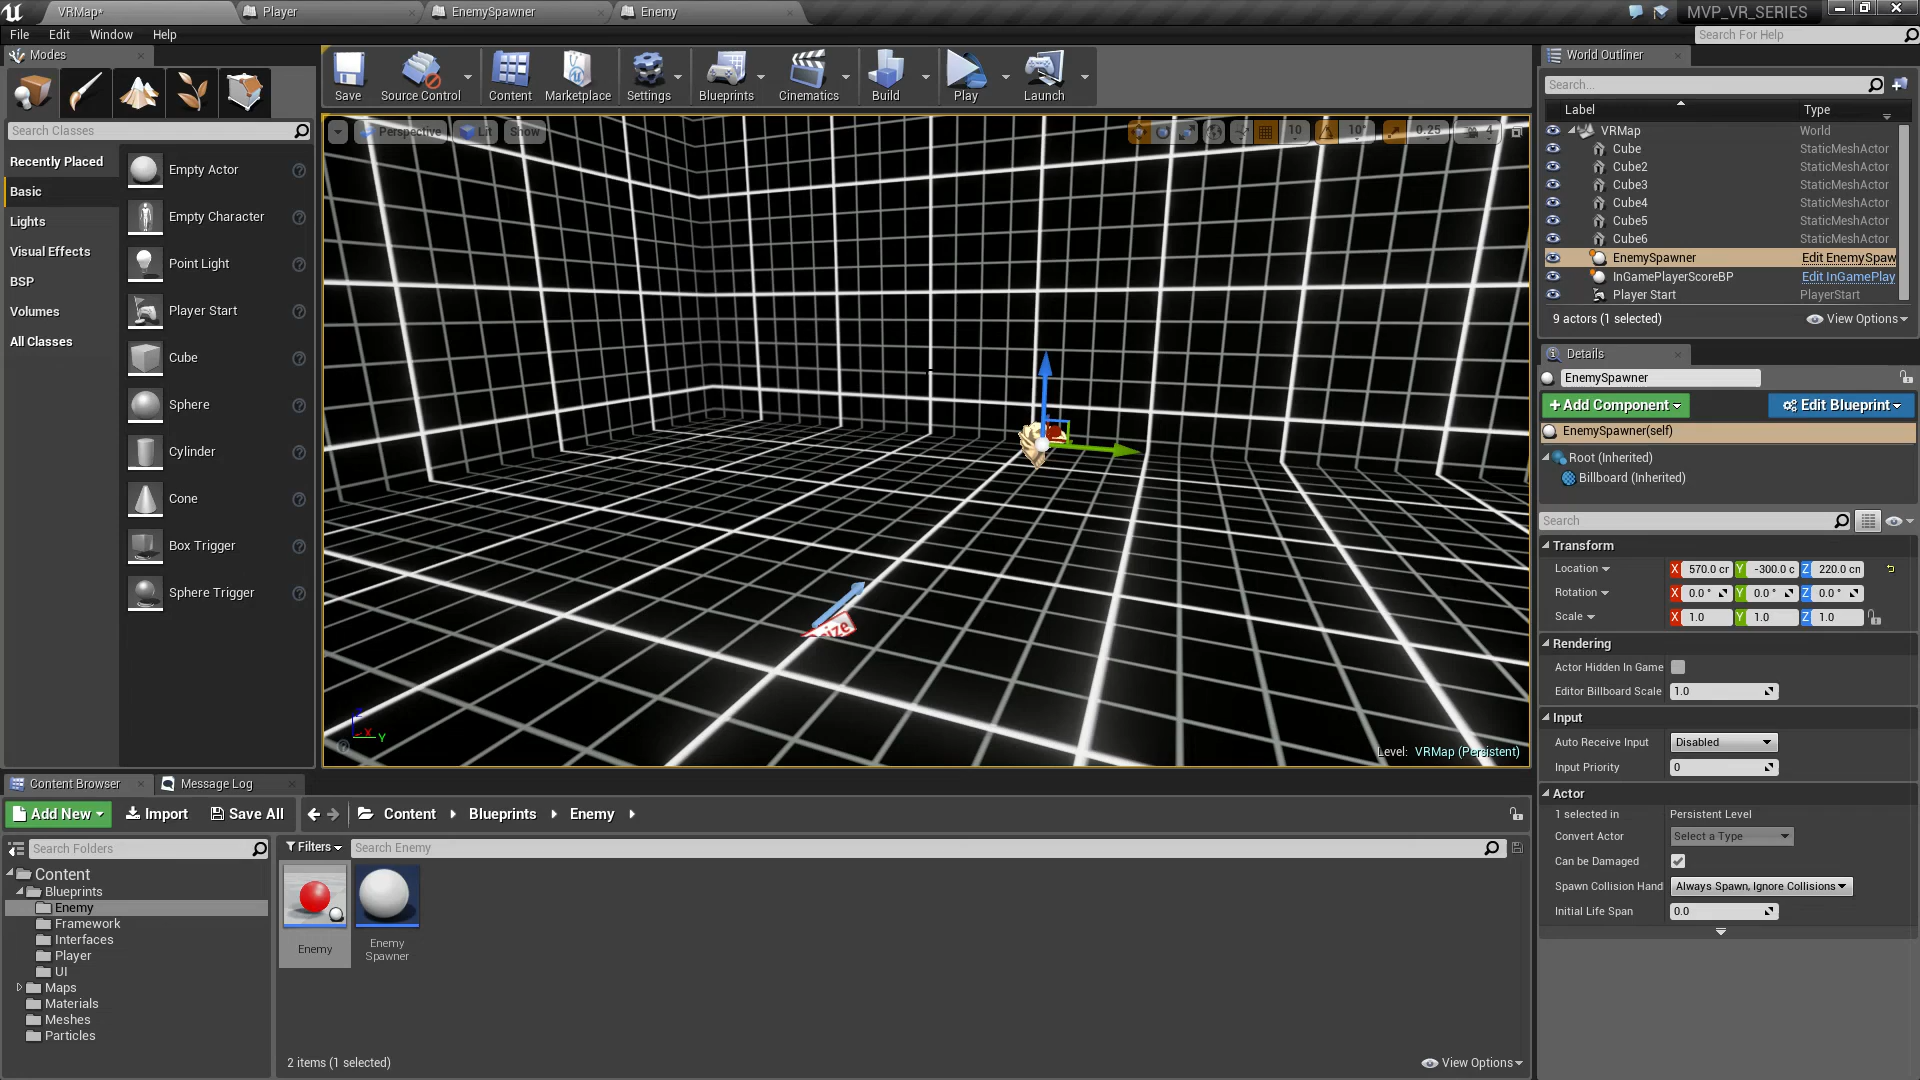 VRMap*
Player
EnemySpawner
Enemy
MVP_VR_SERIES
File
Edit
Window
Help
Search For Help
Modes
Search Classes
Recently Placed
Basic
Lights
Visual Effects
BSP
Volumes
All Classes
Empty Actor
Empty Character
Point Light
Player Start
Cube
Sphere
Cylinder
Cone
Box Trigger
Sphere Trigger
Save
Source Control
Content
Marketplace
Settings
Blueprints
Cinematics
Build
Play
Launch
Perspective
Lit
Show
10
10°
0.25
4
Level: VRMap (Persistent)
X
Y
World Outliner
Search...
Label
Type
VRMap
World
Cube
StaticMeshActor
Cube2
StaticMeshActor
Cube3
StaticMeshActor
Cube4
StaticMeshActor
Cube5
StaticMeshActor
Cube6
StaticMeshActor
EnemySpawner
Edit EnemySpaw
InGamePlayerScoreBP
Edit InGamePlay
Player Start
PlayerStart
9 actors (1 selected)
View Options
Details
EnemySpawner
+Add Component
Edit Blueprint
EnemySpawner(self)
Root (Inherited)
Billboard (Inherited)
Search
Transform
Location
X 570.0 cr Y -300.0 c Z 220.0 cn
Rotation
X 0.0 ° Y 0.0 ° Z 0.0 °
Scale
X 1.0 Y 1.0 Z 1.0
Rendering
Actor Hidden In Game
Editor Billboard Scale
1.0
Input
Auto Receive Input
Disabled
Input Priority
0
Actor
1 selected in
Persistent Level
Convert Actor
Select a Type
Can be Damaged
Spawn Collision Hand
Always Spawn, Ignore Collisions
Initial Life Span
0.0
Content Browser
Message Log
Add New
Import
Save All
Content
Blueprints
Enemy
Search Folders
Filters
Search Enemy
Content
Blueprints
Enemy
Framework
Interfaces
Player
UI
Maps
Materials
Meshes
Particles
Enemy
Enemy
Spawner
2 items (1 selected)
View Options